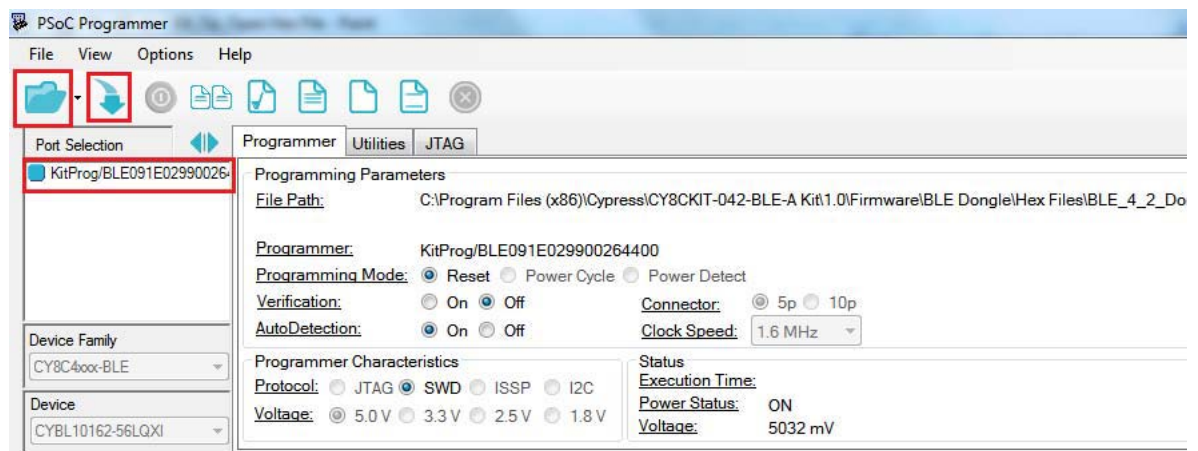 PSoC Programmer
File View Options Help
Port Selection
KitProg/BLE091E02990026
Device Family
CY8C4xxx-BLE
Device
CYBL10162-56LQXI
Programmer Utilities JTAG
Programming Parameters
File Path: C:\Program Files (x86)\Cypress\CY8CKIT-042-BLE-A Kit\1.0\Firmware\BLE Dongle\Hex Files\BLE_4_2_Do
Programmer: KitProg/BLE091E029900264400
Programming Mode: Reset Power Cycle Power Detect
Verification: On Off Connector: 5p 10p
AutoDetection: On Off Clock Speed: 1.6 MHz
Programmer Characteristics
Protocol: JTAG SWD ISSP I2C
Voltage: 5.0 V 3.3 V 2.5 V 1.8 V
Status
Execution Time:
Power Status: ON
Voltage: 5032 mV